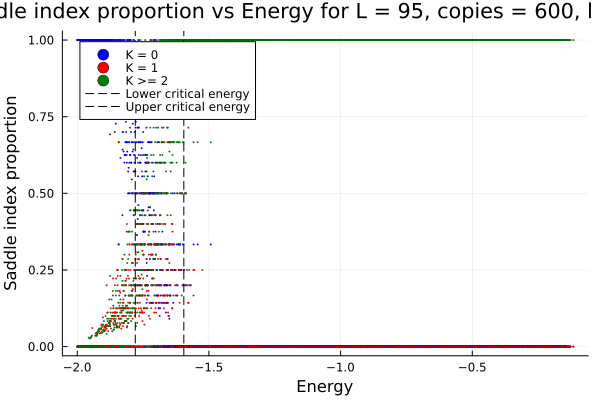 dle index proportion vs Energy for L = 95, copies = 600,
1.00
K = 0
K = 1
K >= 2
Lower critical energy
Upper critical energy
0.75
Saddle index proportion
0.50
0.25
0.00
−2.0 −1.5 −1.0 −0.5
Energy